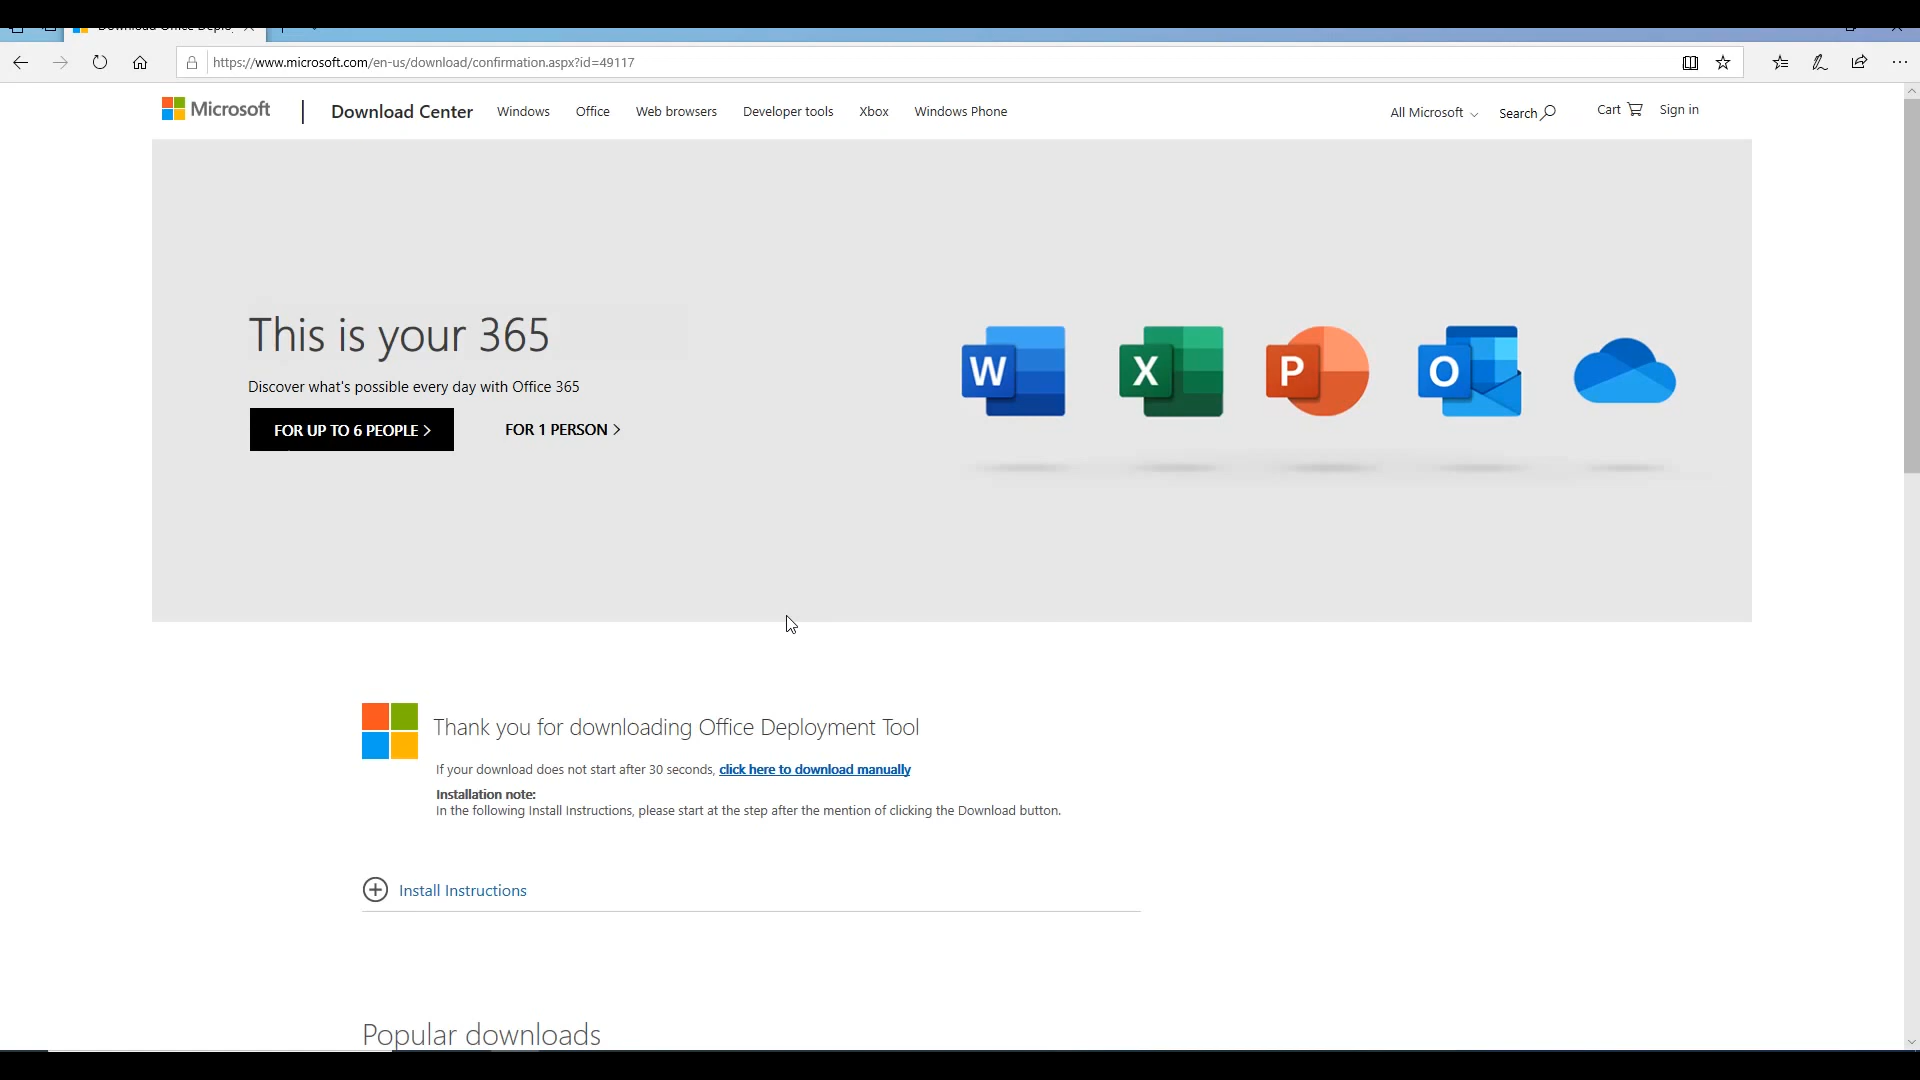 Download Office Deplo
https://www.microsoft.com/en-us/download/confirmation.aspx?id=49117
Microsoft | Download Center Windows Office Web browsers Developer tools Xbox Windows Phone All Microsoft Search Cart Sign in
This is your 365
Discover what's possible every day with Office 365
FOR UP TO 6 PEOPLE > FOR 1 PERSON >
W X P O
Thank you for downloading Office Deployment Tool
If your download does not start after 30 seconds, click here to download manually
Installation note:
In the following Install Instructions, please start at the step after the mention of clicking the Download button.
Install Instructions
Popular downloads